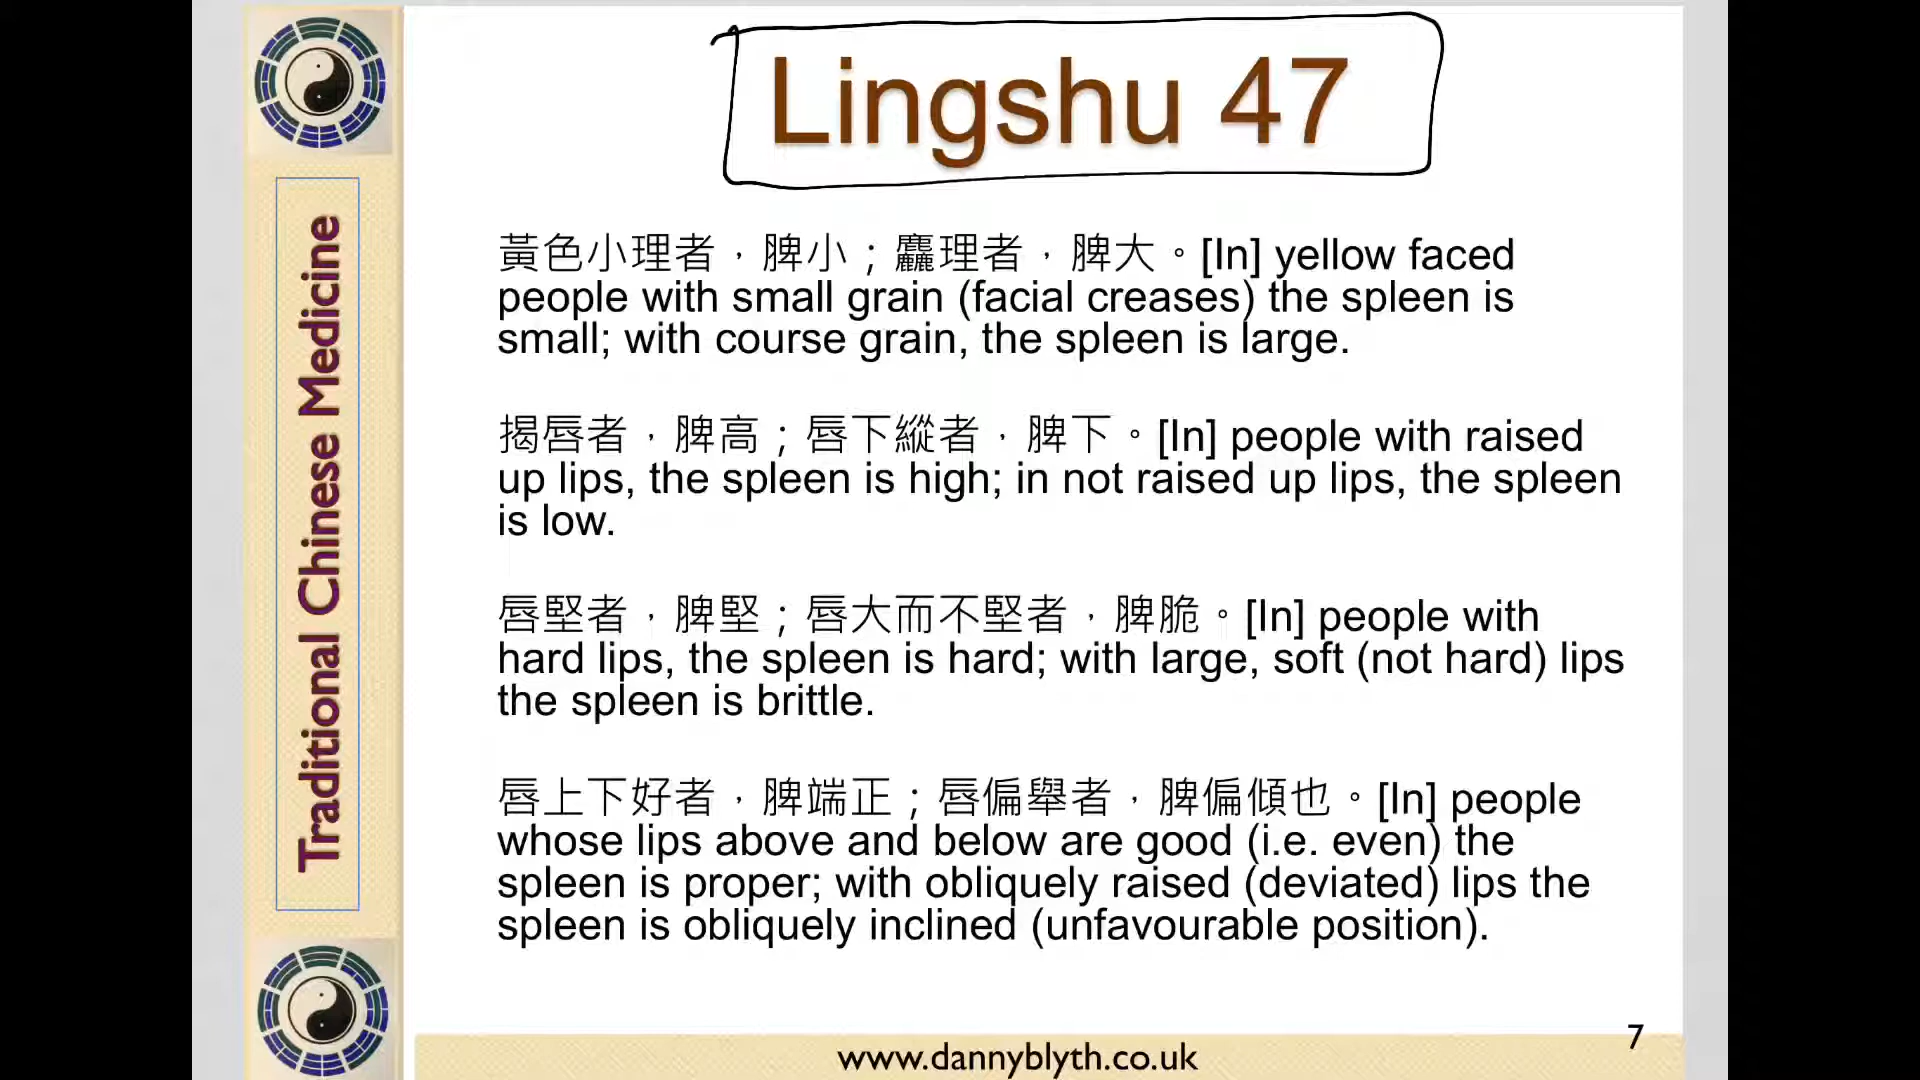 Lingshu 47
Traditional Chinese Medicine
黃色小理者，脾小；麤理者，脾大。[In] yellow faced
people with small grain (facial creases) the spleen is
small; with course grain, the spleen is large.
揭唇者，脾高；唇下縱者，脾下。[In] people with raised
up lips, the spleen is high; in not raised up lips, the spleen
is low.
唇堅者，脾堅；唇大而不堅者，脾脆。[In] people with
hard lips, the spleen is hard; with large, soft (not hard) lips
the spleen is brittle.
唇上下好者，脾端正；唇偏舉者，脾偏傾也。[In] people
whose lips above and below are good (i.e. even) the
spleen is proper; with obliquely raised (deviated) lips the
spleen is obliquely inclined (unfavourable position).
7
www.dannyblyth.co.uk